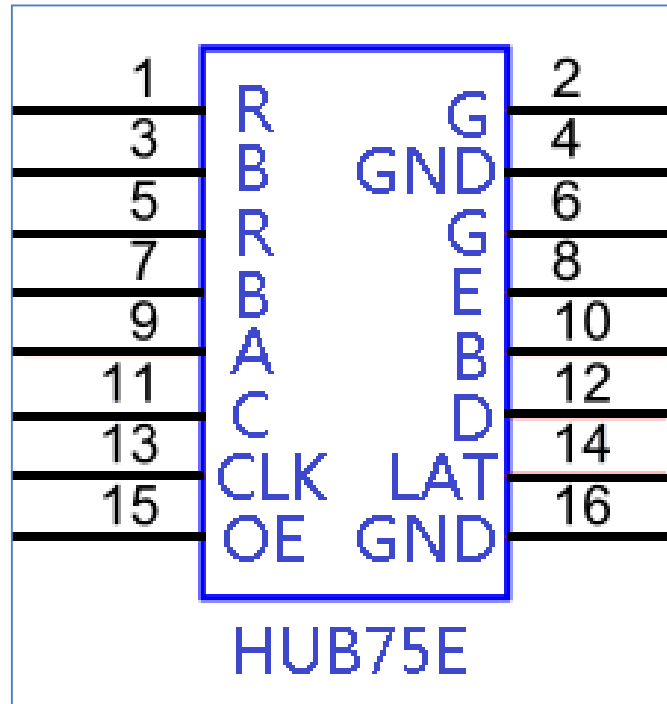 1 2
R G
3 4
B GND
5 6
R G
7 8
B E
9 10
A B
11 12
C D
13 14
CLK LAT
15 16
OE GND
HUB75E